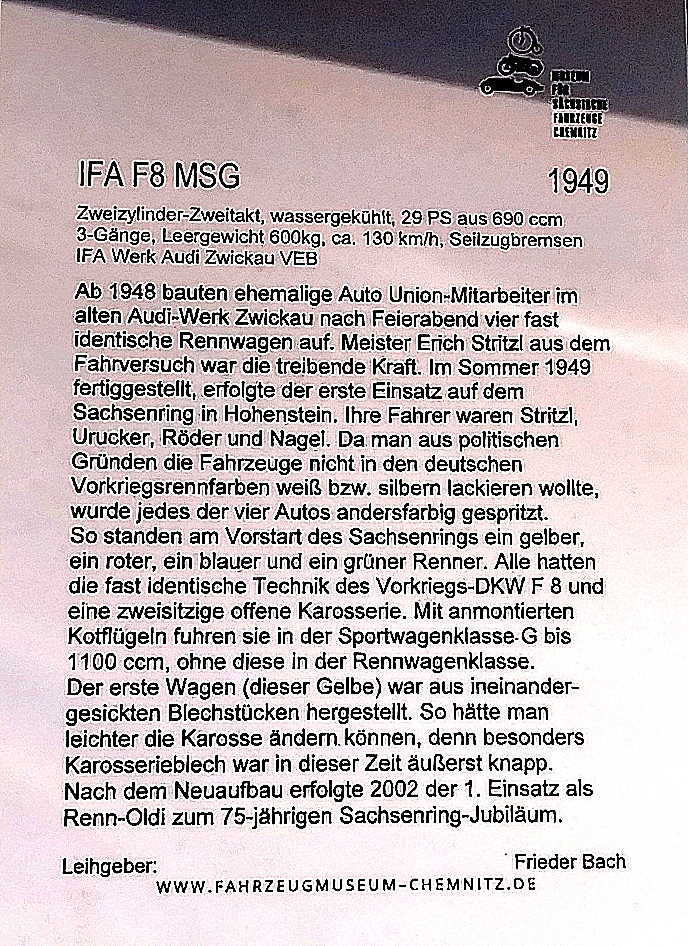 MUSEUM
FÜR
SÄCHSISCHE
FAHRZEUGE
CHEMNITZ
IFA F8 MSG 1949
Zweizylinder-Zweitakt, wassergekühlt, 29 PS aus 690 ccm
3-Gänge, Leergewicht 600kg, ca. 130 km/h, Seilzugbremsen
IFA Werk Audi Zwickau VEB
Ab 1948 bauten ehemalige Auto Union-Mitarbeiter im
alten Audi-Werk Zwickau nach Feierabend vier fast
identische Rennwagen auf. Meister Erich Stritzl aus dem
Fahrversuch war die treibende Kraft. Im Sommer 1949
fertiggestellt, erfolgte der erste Einsatz auf dem
Sachsenring in Hohenstein. Ihre Fahrer waren Stritzl,
Urucker, Röder und Nagel. Da man aus politischen
Gründen die Fahrzeuge nicht in den deutschen
Vorkriegsrennfarben weiß bzw. silbern lackieren wollte,
wurde jedes der vier Autos andersfarbig gespritzt.
So standen am Vorstart des Sachsenrings ein gelber,
ein roter, ein blauer und ein grüner Renner. Alle hatten
die fast identische Technik des Vorkriegs-DKW F 8 und
eine zweisitzige offene Karosserie. Mit anmontierten
Kotflügeln fuhren sie in der Sportwagenklasse-G bis
1100 ccm, ohne diese in der Rennwagenklasse.
Der erste Wagen (dieser Gelbe) war aus ineinander-
gesickten Blechstücken hergestellt. So hätte man
leichter die Karosse ändern können, denn besonders
Karosserieblech war in dieser Zeit äußerst knapp.
Nach dem Neuaufbau erfolgte 2002 der 1. Einsatz als
Renn-Oldi zum 75-jährigen Sachsenring-Jubiläum.
Leihgeber: Frieder Bach
WWW.FAHRZEUGMUSEUM-CHEMNITZ.DE